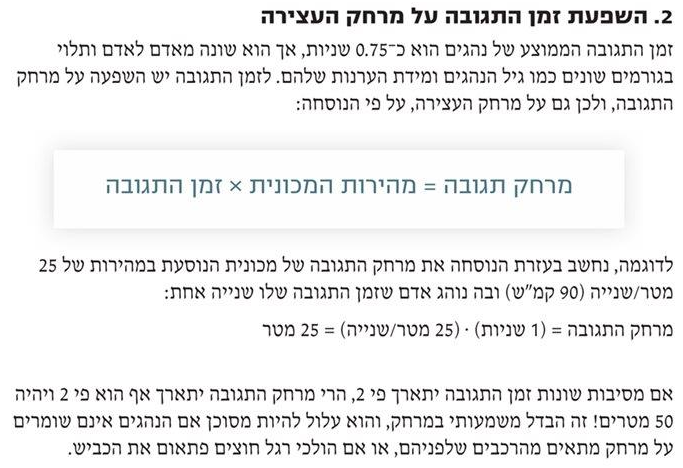 2. השפעת זמן התגובה על מרחק העצירה
זמן התגובה הממוצע של נהגים הוא כ־0.75 שניות, אך הוא שונה מאדם לאדם ותלוי
בגורמים שונים כמו גיל הנהגים ומידת הערנות שלהם. לזמן התגובה יש השפעה על מרחק
התגובה, ולכן גם על מרחק העצירה, על פי הנוסחה:
מרחק תגובה = מהירות המכונית × זמן התגובה
לדוגמה, נחשב בעזרת הנוסחה את מרחק התגובה של מכונית הנוסעת במהירות של 25
מטר/שנייה (90 קמ"ש) ובה נוהג אדם שזמן התגובה שלו שנייה אחת:
מרחק התגובה = (1 שניות) · (25 מטר/שנייה) = 25 מטר
אם מסיבות שונות זמן התגובה יתארך פי 2, הרי מרחק התגובה יתארך אף הוא פי 2 ויהיה
50 מטרים! זה הבדל משמעותי במרחק, והוא עלול להיות מסוכן אם הנהגים אינם שומרים
על מרחק מתאים מהרכבים שלפניהם, או אם הולכי רגל חוצים פתאום את הכביש.